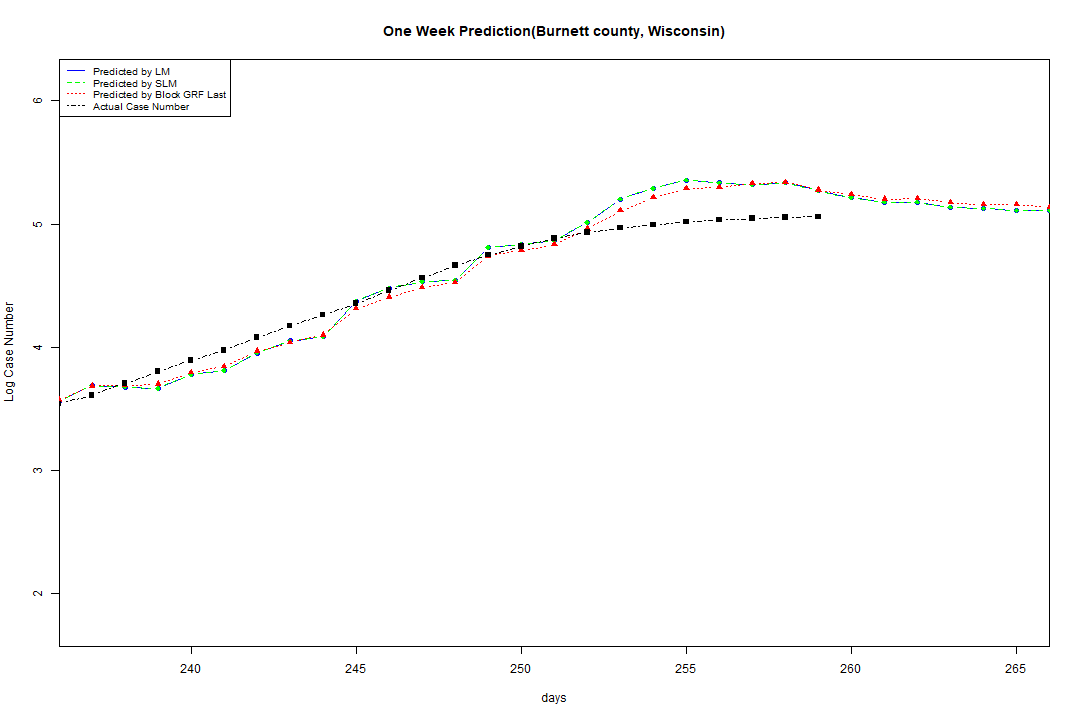 One Week Prediction(Burnett county, Wisconsin)
Predicted by LM
Predicted by SLM
Predicted by Block GRF Last
Actual Case Number
6
5
4
3
2
Log Case Number
240 245 250 255 260 265
days